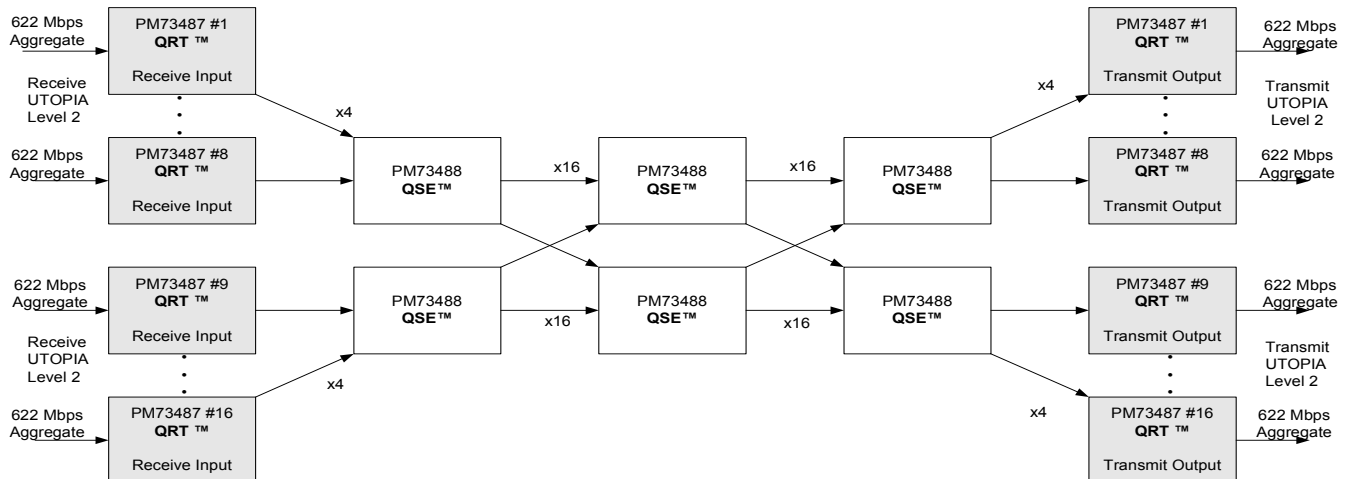 622 Mbps
Aggregate
PM73487 #1
QRT ™
Receive Input
Receive
UTOPIA
Level 2
x4
622 Mbps
Aggregate
PM73487 #8
QRT ™
Receive Input
PM73488
QSE™
x16
PM73488
QSE™
x16
PM73488
QSE™
x4
PM73487 #1
QRT ™
Transmit Output
622 Mbps
Aggregate
Transmit
UTOPIA
Level 2
PM73487 #8
QRT ™
Transmit Output
622 Mbps
Aggregate
622 Mbps
Aggregate
PM73487 #9
QRT ™
Receive Input
Receive
UTOPIA
Level 2
x4
622 Mbps
Aggregate
PM73487 #16
QRT ™
Receive Input
PM73488
QSE™
x16
PM73488
QSE™
x16
PM73488
QSE™
x4
PM73487 #9
QRT ™
Transmit Output
622 Mbps
Aggregate
Transmit
UTOPIA
Level 2
PM73487 #16
QRT ™
Transmit Output
622 Mbps
Aggregate